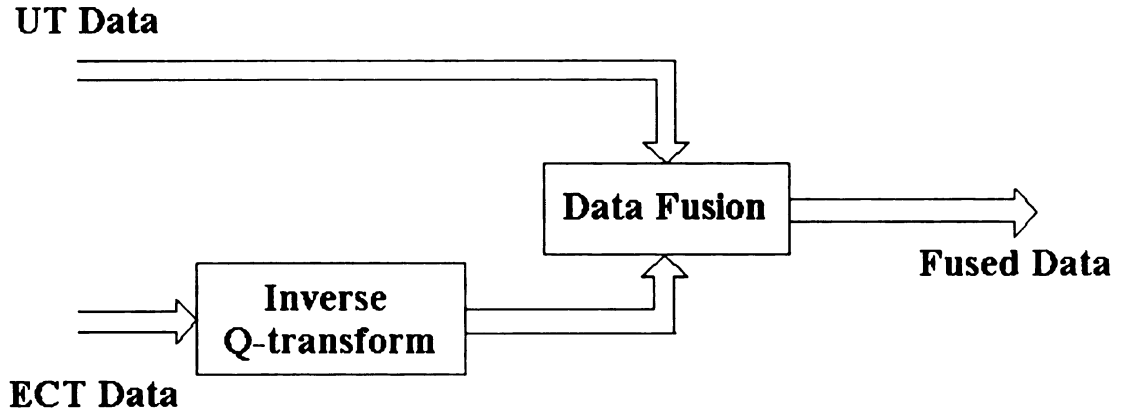 UT Data
Data Fusion
Fused Data
Inverse
Q-transform
ECT Data